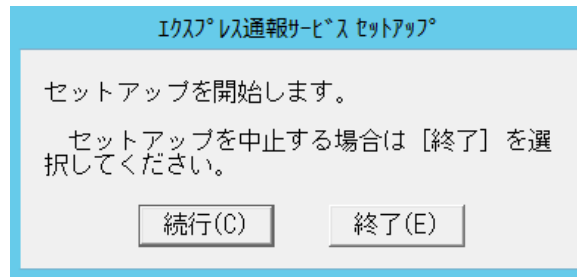 ｴｸｽﾌﾟﾚｽ通報ｻｰﾋﾞｽ ｾｯﾄｱｯﾌﾟ
セットアップを開始します。
　セットアップを中止する場合は［終了］を選
択してください。
続行(C)
終了(E)